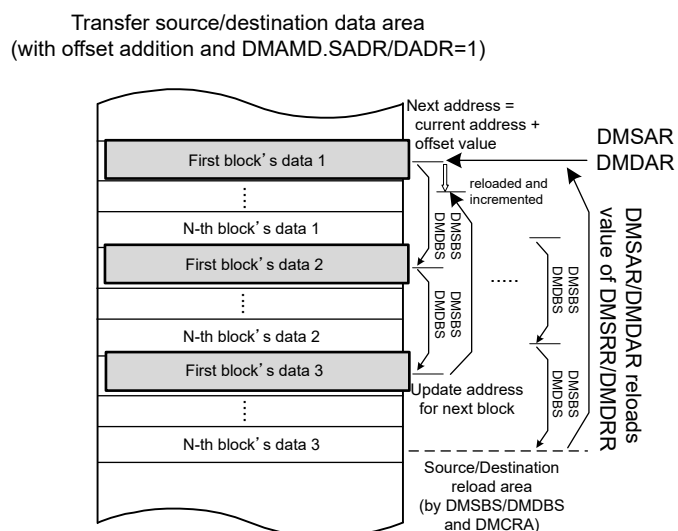 Transfer source/destination data area
(with offset addition and DMAMD.SADR/DADR=1)
Next address =
current address +
offset value
DMSAR
DMDAR
First block’s data 1
reloaded and
incremented
⋮
N-th block’s data 1
DMSBS
DMDBS
First block’s data 2
DMSBS
DMDBS
.....
⋮
N-th block’s data 2
DMSBS
DMDBS
First block’s data 3
DMSBS
DMDBS
DMSAR/DMDAR reloads
value of DMSRR/DMDRR
Update address
for next block
⋮
N-th block’s data 3
Source/Destination
reload area
(by DMSBS/DMDBS
and DMCRA)